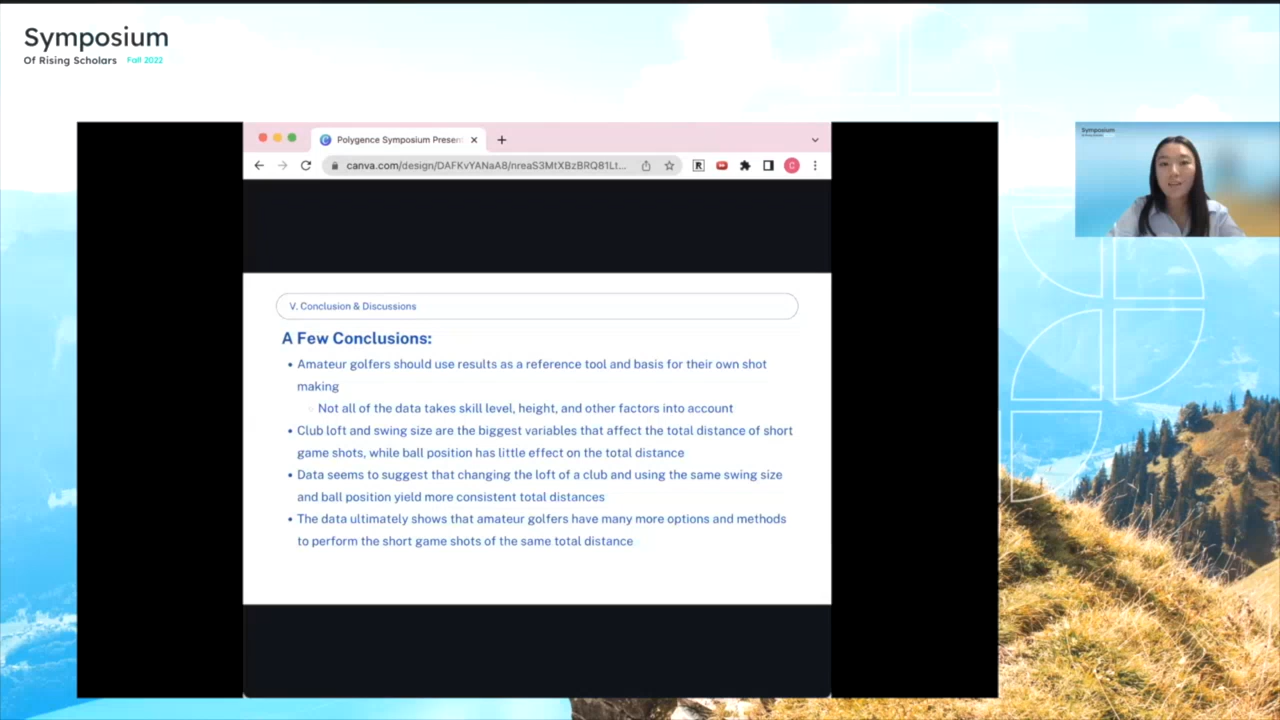 Symposium
Of Rising Scholars Fall 2022
Polygence Symposium Presen
canva.com/design/DAFKvYANaA8/nreaS3MtXBzBRQ81Lt...
R
C
Symposium
V. Conclusion & Discussions
A Few Conclusions:
• Amateur golfers should use results as a reference tool and basis for their own shot
making
Not all of the data takes skill level, height, and other factors into account
• Club loft and swing size are the biggest variables that affect the total distance of short
game shots, while ball position has little effect on the total distance
• Data seems to suggest that changing the loft of a club and using the same swing size
and ball position yield more consistent total distances
• The data ultimately shows that amateur golfers have many more options and methods
to perform the short game shots of the same total distance